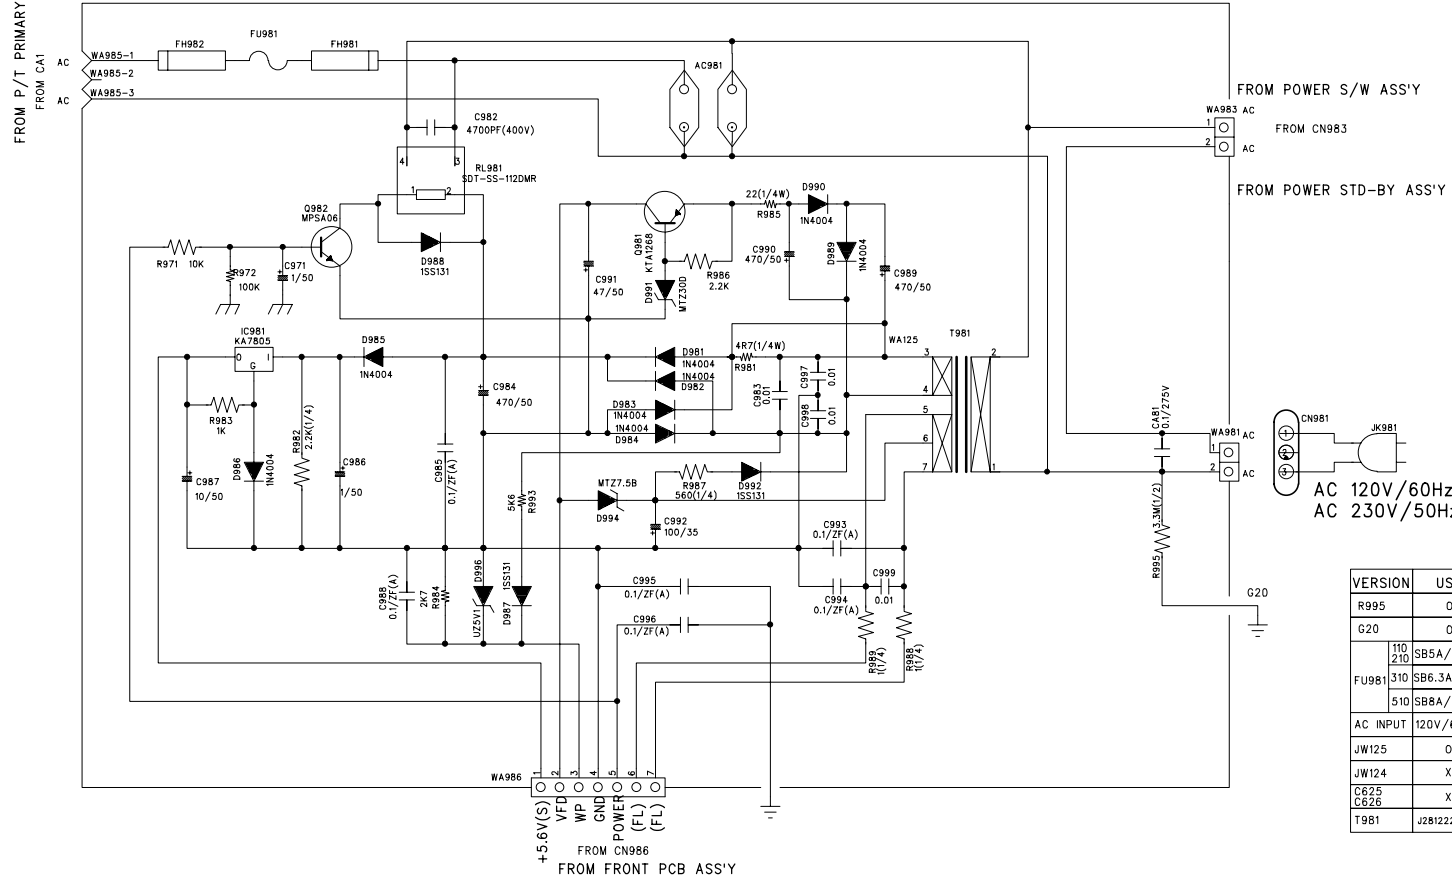 FROM P/T PRIMARY
FROM CA1
AC
AC
WA985-1
WA985-2
WA985-3
FH982
FU981
FH981
AC981
C982
4700PF(400V)
4
3
RL981
SDT-SS-112DMR
1
2
Q982
MPSA06
D988
1SS131
R971 10K
R972
100K
C971
1/50
Q981
KTA1268
22(1/4W)
R985
D990
1N4004
C990
470/50
D989
1N4004
C989
470/50
C991
47/50
D991
MTZ30D
R986
2.2K
FROM POWER S/W ASS'Y
WA983 AC
1
2
AC
FROM CN983
FROM POWER STD-BY ASS'Y
IC981
KA7805
O
I
G
D985
1N4004
C984
470/50
D981
1N4004
1N4004
D982
D983
1N4004
1N4004
D984
4R7(1/4W)
R981
C983
0.01
C997
0.01
C998
0.01
WA125
T981
3
4
5
6
7
2
1
R983
1K
R982
2.2K(1/4)
D986
1N4004
C987
10/50
C986
1/50
C985
0.1/ZF(A)
5K6
R993
MTZ7.5B
D994
R987
560(1/4)
D992
1SS131
C992
100/35
C993
0.1/ZF(A)
C994
0.1/ZF(A)
C999
0.01
C988
0.1/ZF(A)
2K7
R984
D996
UZ5V1
1SS131
D987
C995
0.1/ZF(A)
C996
0.1/ZF(A)
R989
1(1/4)
R988
1(1/4)
CA81
0.1/275V
WA981 AC
1
2
AC
CN981
1
2
3
JK981
AC 120V/60Hz
AC 230V/50Hz
R995
3.3M(1/2)
G20
WA986
1
2
3
4
5
6
7
+5.6V(S)
VFD
WP
GND
POWER
(FL)
(FL)
FROM CN986
FROM FRONT PCB ASS'Y
VERSION US
R995 O
G20 O
FU981
110
210
SB5A/
310 SB6.3A
510 SB8A/
AC INPUT 120V/
JW125 O
JW124 X
C625
C626
X
T981 J281222